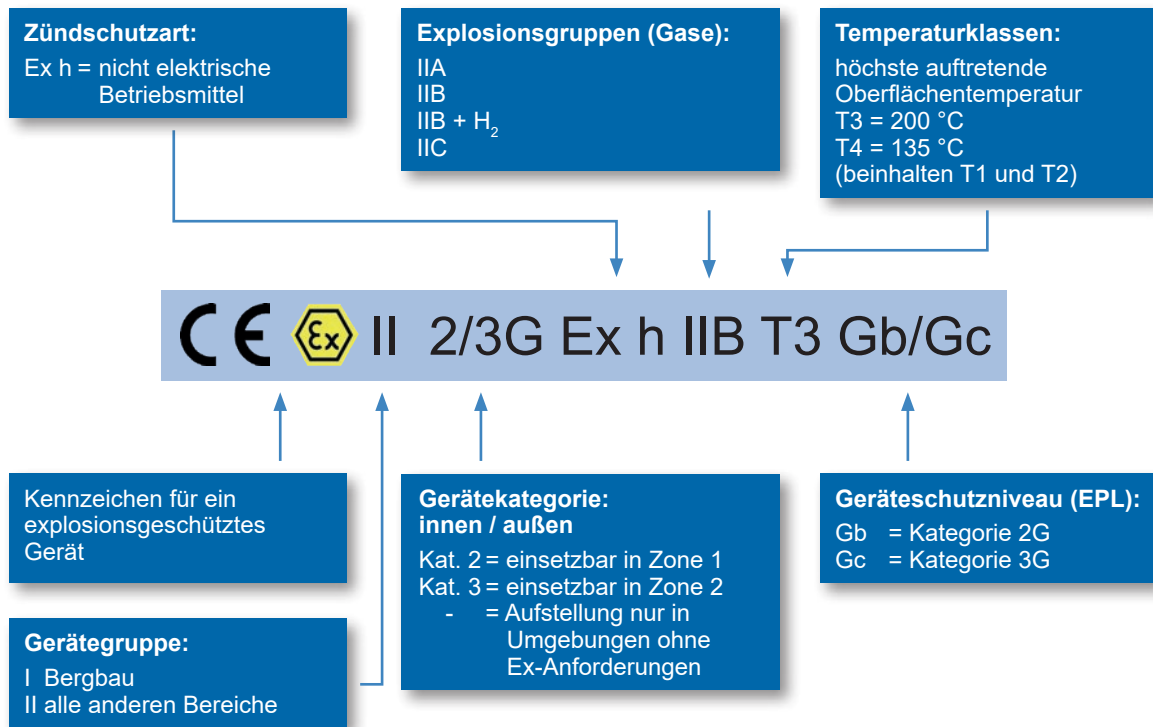 Zündschutzart:
Ex h = nicht elektrische
Betriebsmittel
Explosionsgruppen (Gase):
IIA
IIB
IIB + H₂
IIC
Temperaturklassen:
höchste auftretende
Oberflächentemperatur
T3 = 200 °C
T4 = 135 °C
(beinhalten T1 und T2)
CE Ex II 2/3G Ex h IIB T3 Gb/Gc
Kennzeichen für ein
explosionsgeschütztes
Gerät
Gerätegruppe:
I Bergbau
II alle anderen Bereiche
Gerätekategorie:
innen / außen
Kat. 2 = einsetzbar in Zone 1
Kat. 3 = einsetzbar in Zone 2
- = Aufstellung nur in
Umgebungen ohne
Ex-Anforderungen
Geräteschutzniveau (EPL):
Gb = Kategorie 2G
Gc = Kategorie 3G